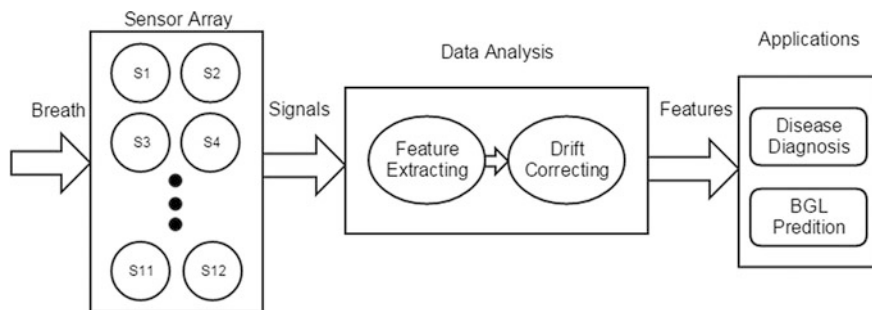 Sensor Array
S1
S2
S3
S4
S11
S12
Breath
Signals
Data Analysis
Feature
Extracting
Drift
Correcting
Features
Applications
Disease
Diagnosis
BGL
Predition